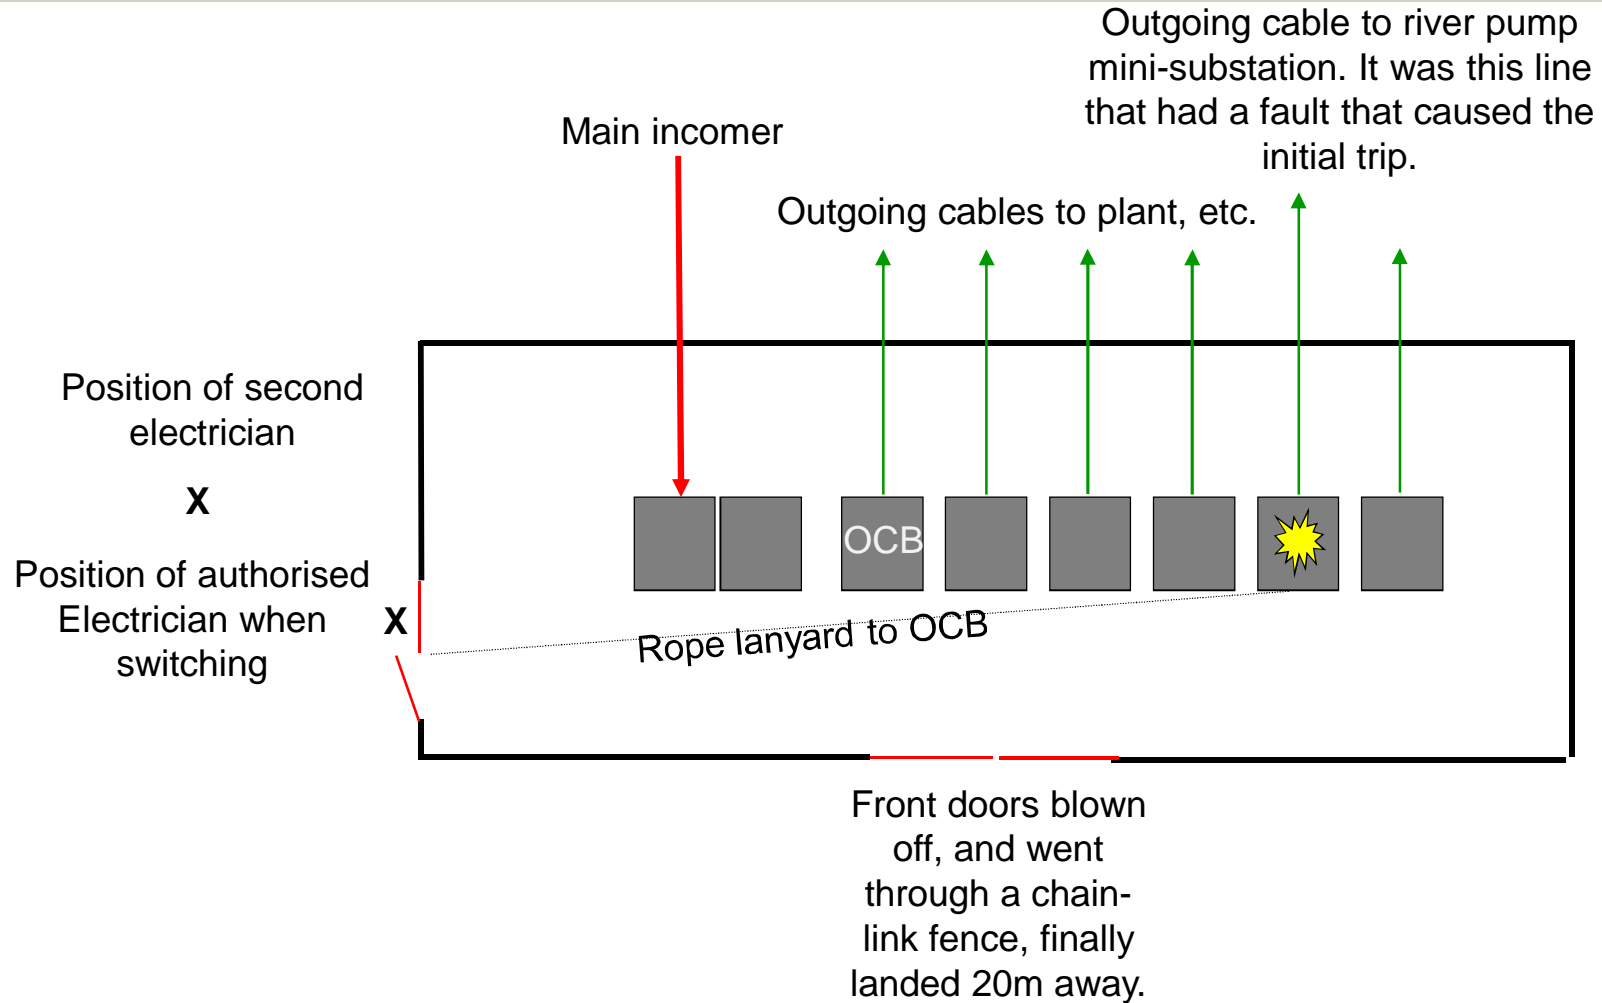 Outgoing cable to river pump
mini-substation. It was this line
that had a fault that caused the
initial trip.
Main incomer
Outgoing cables to plant, etc.
Position of second
electrician
X
Position of authorised
Electrician when
switching
X
OCB
Rope lanyard to OCB
Front doors blown
off, and went
through a chain-
link fence, finally
landed 20m away.